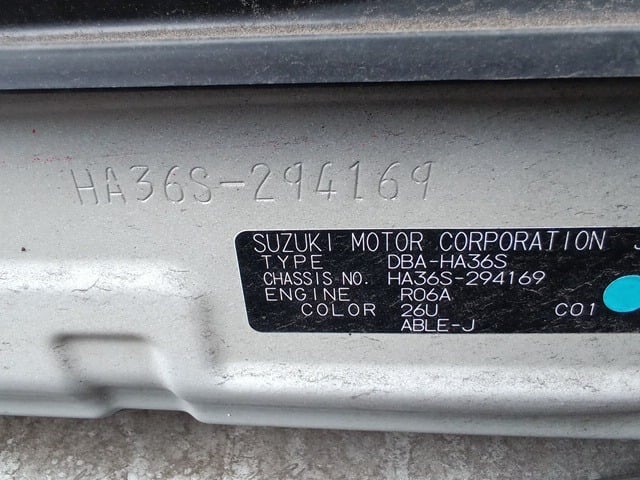 HA36S-294169
SUZUKI MOTOR CORPORATION
TYPE DBA-HA36S
CHASSIS NO. HA36S-294169
ENGINE R06A
COLOR 26U C01
ABLE-J